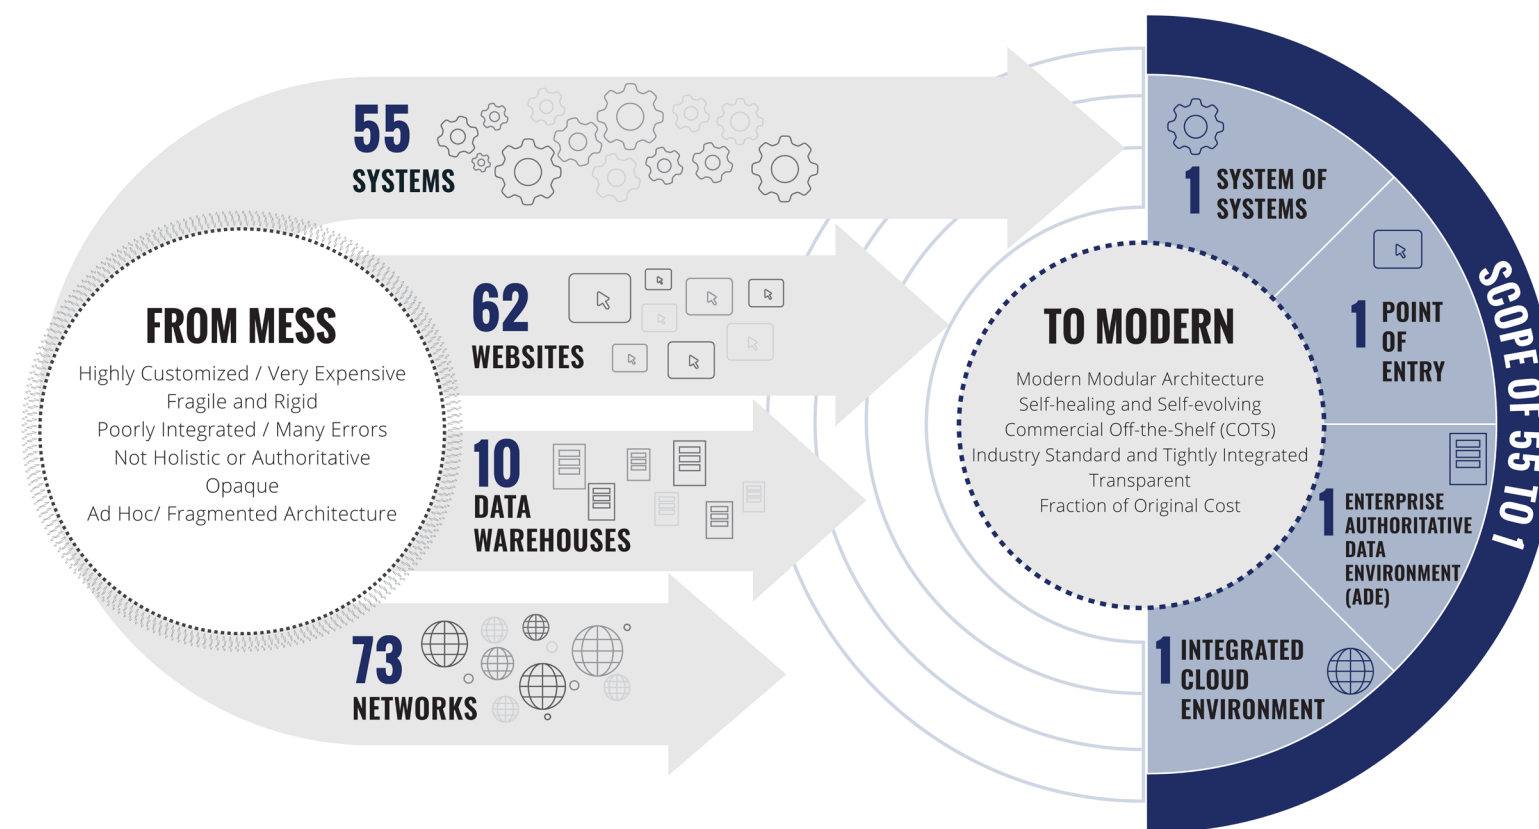 FROM MESS
Highly Customized / Very Expensive
Fragile and Rigid
Poorly Integrated / Many Errors
Not Holistic or Authoritative
Opaque
Ad Hoc/ Fragmented Architecture
55
SYSTEMS
62
WEBSITES
10
DATA
WAREHOUSES
73
NETWORKS
TO MODERN
Modern Modular Architecture
Self-healing and Self-evolving
Commercial Off-the-Shelf (COTS)
Industry Standard and Tightly Integrated
Transparent
Fraction of Original Cost
1 SYSTEM OF
SYSTEMS
1 POINT
OF
ENTRY
1 ENTERPRISE
AUTHORITATIVE
DATA
ENVIRONMENT
(ADE)
1 INTEGRATED
CLOUD
ENVIRONMENT
SCOPE OF 55 TO 1